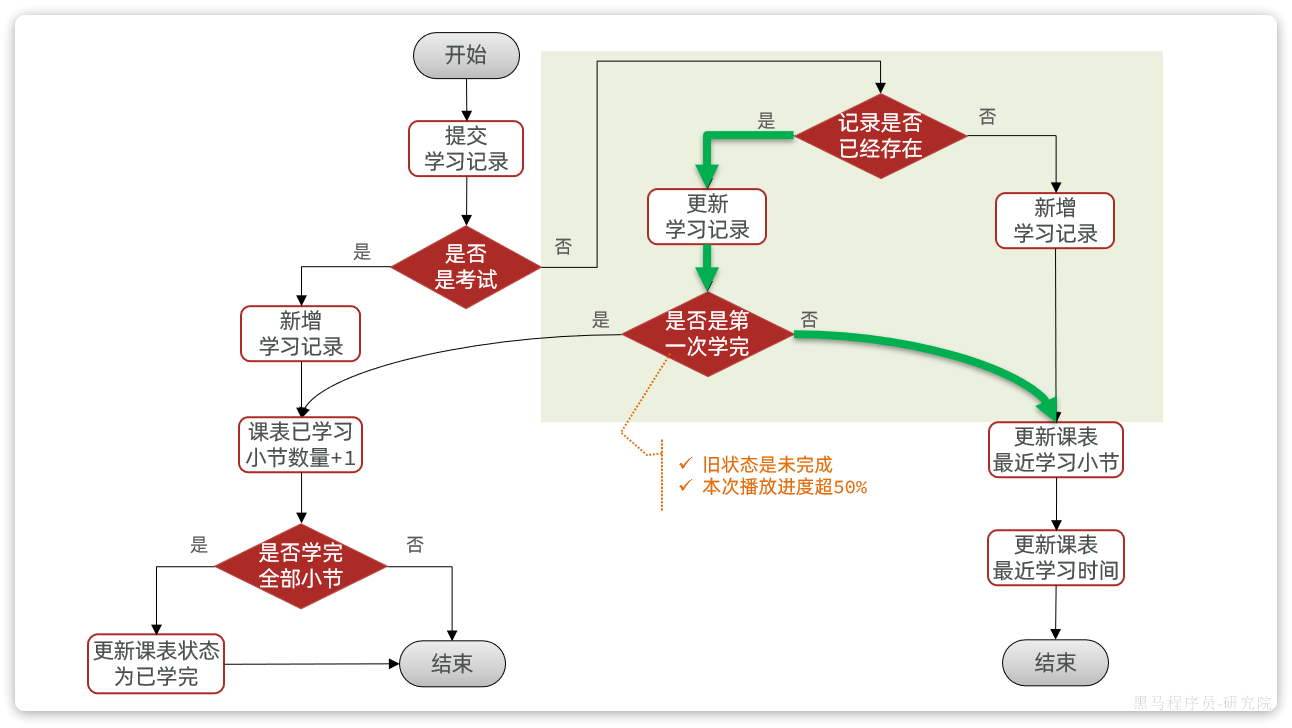 开始
提交
学习记录
是否
是考试
是
否
新增
学习记录
记录是否
已经存在
是
否
更新
学习记录
新增
学习记录
是否是第
一次学完
是
否
旧状态是未完成
本次播放进度超50%
课表已学习
小节数量+1
是否学完
全部小节
是
否
更新课表状态
为已学完
结束
更新课表
最近学习小节
更新课表
最近学习时间
结束
黑马程序员-研究院